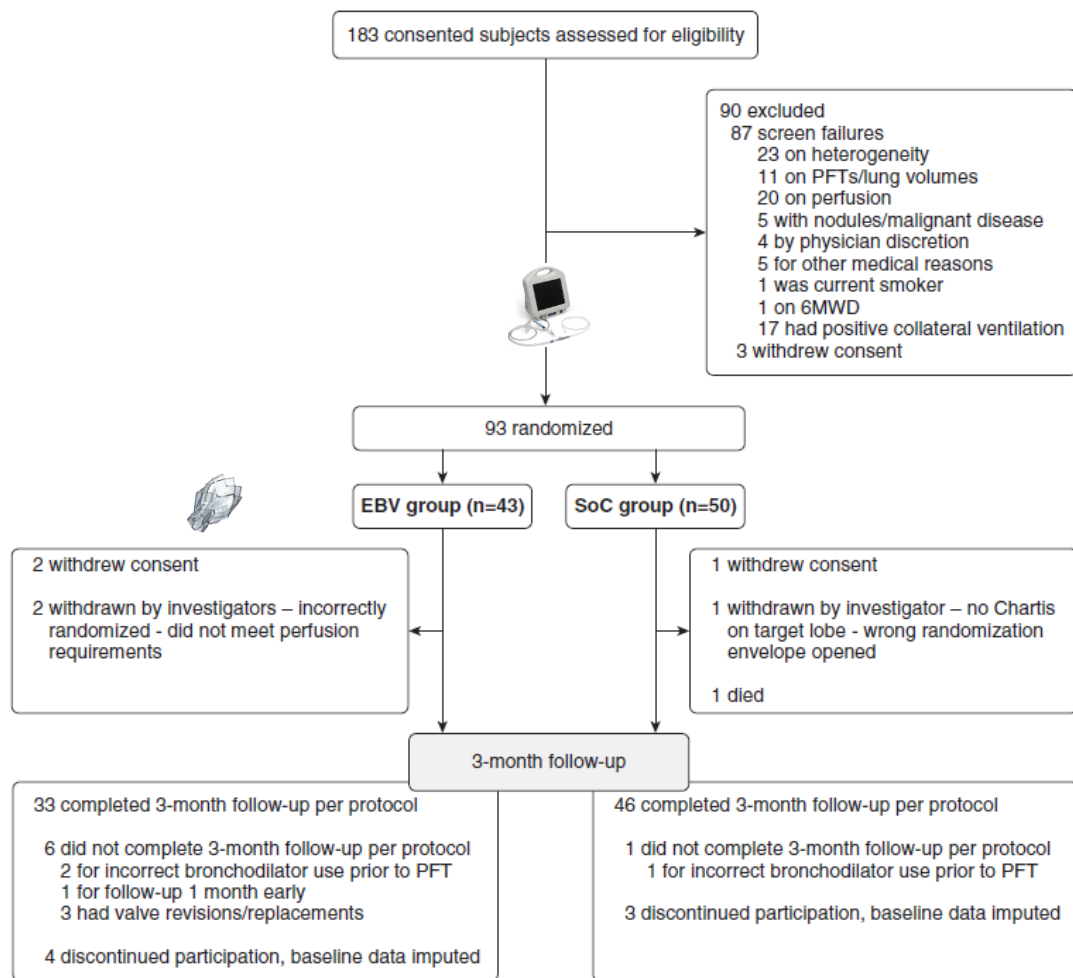 183 consented subjects assessed for eligibility
90 excluded
87 screen failures
23 on heterogeneity
11 on PFTs/lung volumes
20 on perfusion
5 with nodules/malignant disease
4 by physician discretion
5 for other medical reasons
1 was current smoker
1 on 6MWD
17 had positive collateral ventilation
3 withdrew consent
93 randomized
EBV group (n=43)
SoC group (n=50)
2 withdrew consent
2 withdrawn by investigators – incorrectly
randomized - did not meet perfusion
requirements
1 withdrew consent
1 withdrawn by investigator – no Chartis
on target lobe - wrong randomization
envelope opened
1 died
3-month follow-up
33 completed 3-month follow-up per protocol
6 did not complete 3-month follow-up per protocol
2 for incorrect bronchodilator use prior to PFT
1 for follow-up 1 month early
3 had valve revisions/replacements
4 discontinued participation, baseline data imputed
46 completed 3-month follow-up per protocol
1 did not complete 3-month follow-up per protocol
1 for incorrect bronchodilator use prior to PFT
3 discontinued participation, baseline data imputed